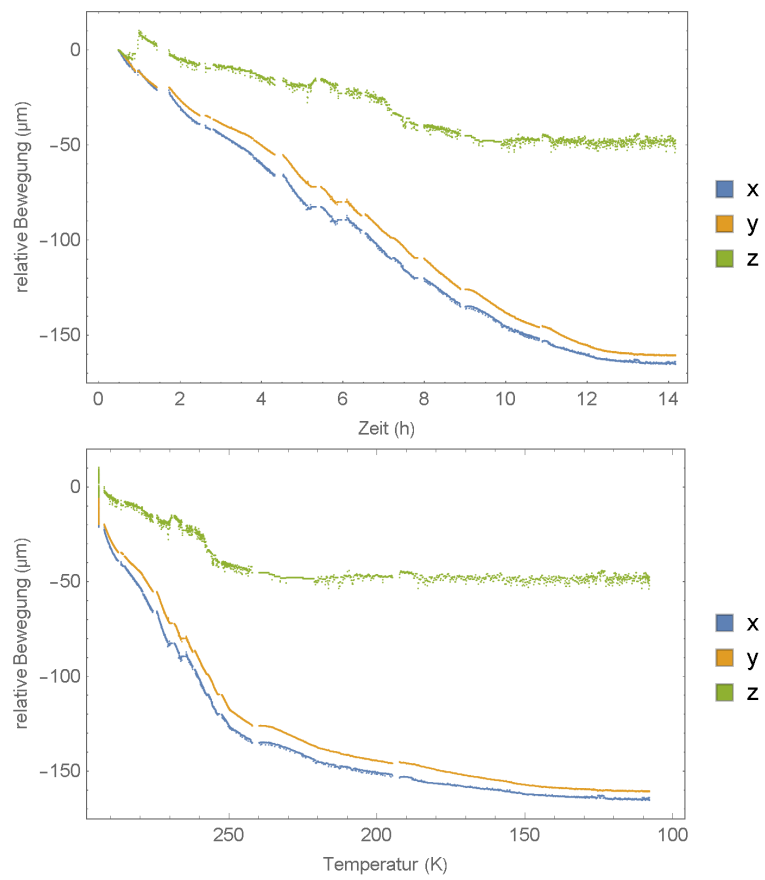 0
−50
−100
−150
relative Bewegung (µm)
0 2 4 6 8 10 12 14
Zeit (h)
x
y
z
0
−50
−100
−150
relative Bewegung (µm)
250 200 150 100
Temperatur (K)
x
y
z